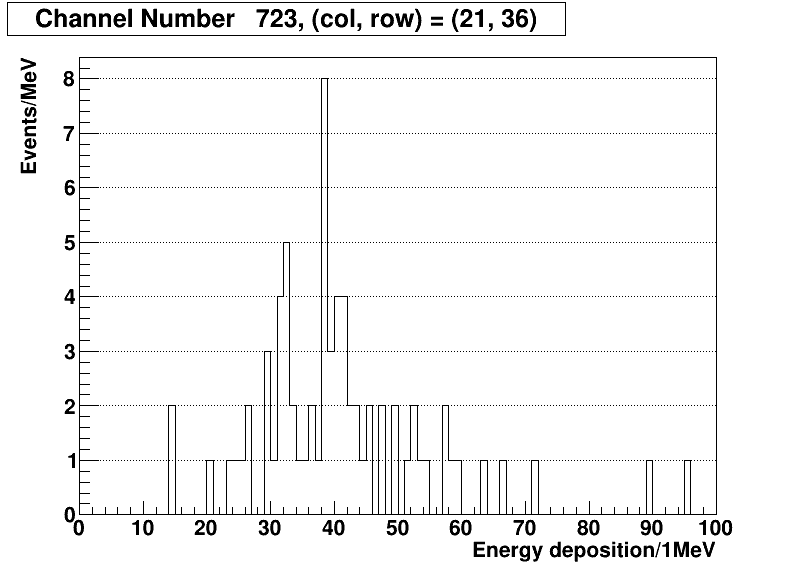 Channel Number 723, (col, row) = (21, 36)
Events/MeV
8
7
6
5
4
3
2
1
0
0 10 20 30 40 50 60 70 80 90 100
Energy deposition/1MeV